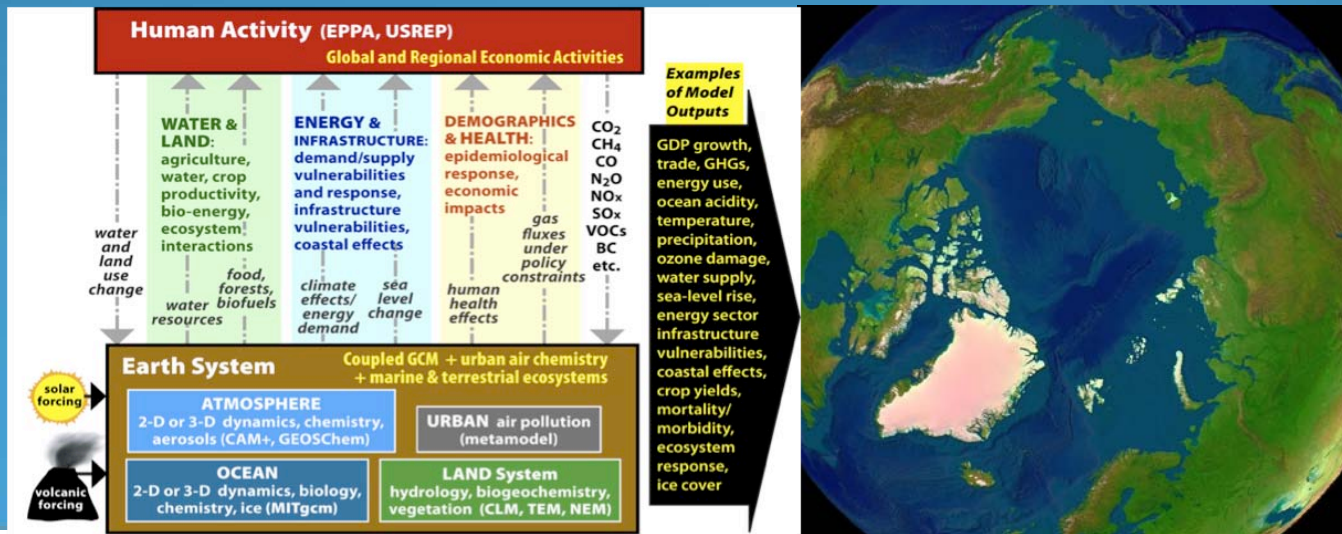 Human Activity (EPPA, USREP)
Global and Regional Economic Activities
WATER &
LAND:
agriculture,
water, crop
productivity,
bio-energy,
ecosystem
interactions
ENERGY &
INFRASTRUCTURE:
demand/supply
vulnerabilities
and response,
infrastructure
vulnerabilities,
coastal effects
DEMOGRAPHICS
& HEALTH:
epidemiological
response,
economic
impacts
CO₂
CH₄
CO
N₂O
NOx
SOx
VOCs
BC
etc.
water
and
land
use
change
water
resources
food,
forests,
biofuels
climate
effects/
energy
demand
sea
level
change
human
health
effects
gas
fluxes
under
policy
constraints
Examples
of Model
Outputs
GDP growth,
trade, GHGs,
energy use,
ocean acidity,
temperature,
precipitation,
ozone damage,
water supply,
sea-level rise,
energy sector
infrastructure
vulnerabilities,
coastal effects,
crop yields,
mortality/
morbidity,
ecosystem
response,
ice cover
Earth System
Coupled GCM + urban air chemistry
+ marine & terrestrial ecosystems
solar
forcing
volcanic
forcing
ATMOSPHERE
2-D or 3-D dynamics, chemistry,
aerosols (CAM+, GEOSChem)
URBAN air pollution
(metamodel)
OCEAN
2-D or 3-D dynamics, biology,
chemistry, ice (MITgcm)
LAND System
hydrology, biogeochemistry,
vegetation (CLM, TEM, NEM)